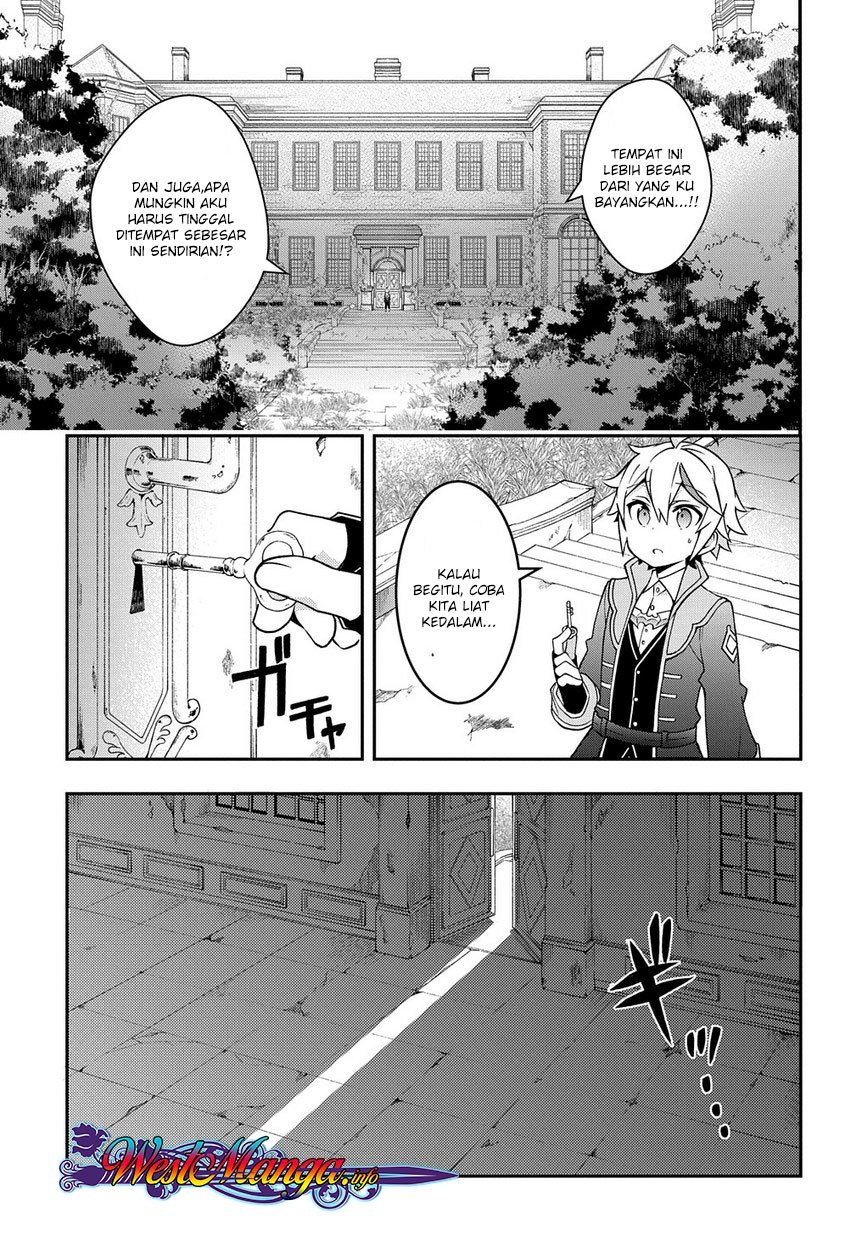 TEMPAT INI
LEBIH BESAR
DARI YANG KU
BAYANGKAN...!!
DAN JUGA,APA
MUNGKIN AKU
HARUS TINGGAL
DITEMPAT SEBESAR
INI SENDIRIAN!?
KALAU
BEGITU, COBA
KITA LIAT
KEDALAM...
ガチャ
ギ...
WestManga.info